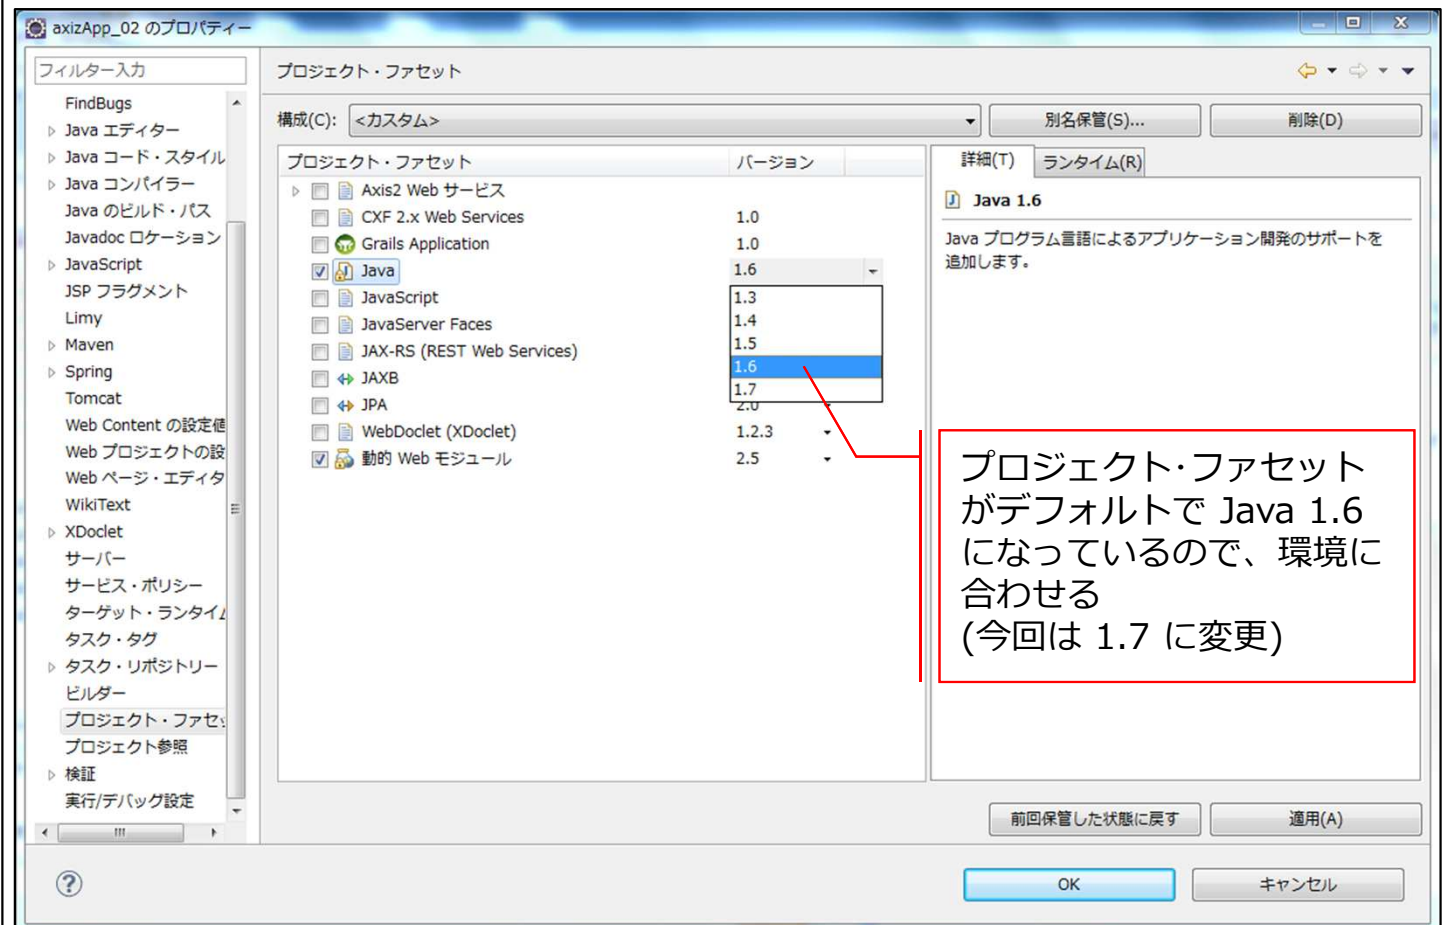 axizApp_02 のプロパティー
フィルター入力
FindBugs
Java エディター
Java コード・スタイル
Java コンパイラー
Java のビルド・パス
Javadoc ロケーション
JavaScript
JSP フラグメント
Limy
Maven
Spring
Tomcat
Web Content の設定値
Web プロジェクトの設
Web ページ・エディタ
WikiText
XDoclet
サーバー
サービス・ポリシー
ターゲット・ランタイム
タスク・タグ
タスク・リポジトリー
ビルダー
プロジェクト・ファセッ
プロジェクト参照
検証
実行/デバッグ設定
プロジェクト・ファセット
構成(C): <カスタム>
別名保管(S)...
削除(D)
プロジェクト・ファセット バージョン
Axis2 Web サービス
CXF 2.x Web Services 1.0
Grails Application 1.0
Java 1.6
JavaScript
JavaServer Faces
JAX-RS (REST Web Services)
JAXB
JPA 2.0
WebDoclet (XDoclet) 1.2.3
動的 Web モジュール 2.5
1.3
1.4
1.5
1.6
1.7
詳細(T) ランタイム(R)
Java 1.6
Java プログラム言語によるアプリケーション開発のサポートを
追加します。
プロジェクト・ファセット
がデフォルトで Java 1.6
になっているので、環境に
合わせる
(今回は 1.7 に変更)
前回保管した状態に戻す
適用(A)
OK
キャンセル